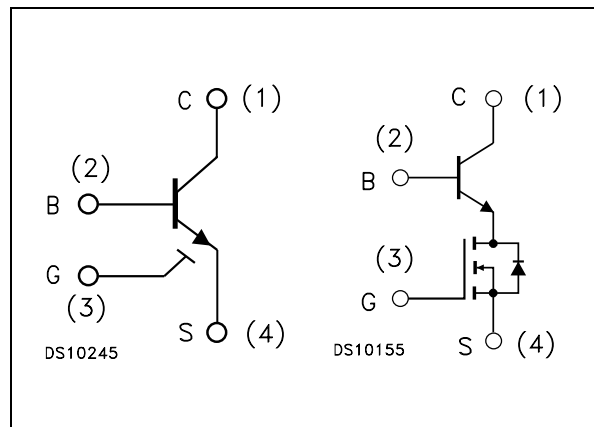 C (1)
(2)
B
G
(3)
S (4)
DS10245
C (1)
(2)
B
(3)
G
S (4)
DS10155